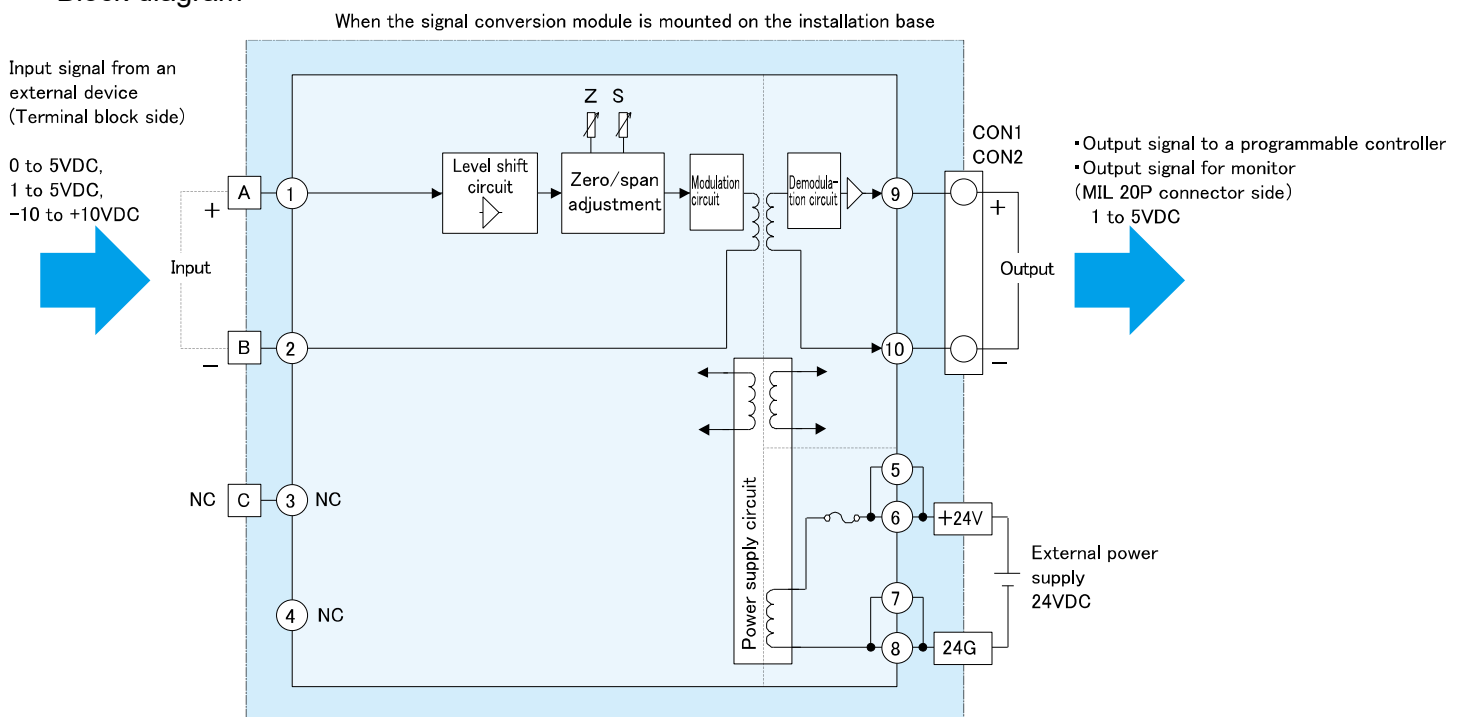 Block diagram
When the signal conversion module is mounted on the installation base
Input signal from an
external device
(Terminal block side)
0 to 5VDC,
1 to 5VDC,
-10 to +10VDC
+
Input
−
A
B
NC C
1
2
3 NC
4 NC
Z S
Level shift
circuit
Zero/span
adjustment
Modulation
circuit
Demodula-
tion circuit
9
10
CON1
CON2
+
Output
−
・Output signal to a programmable controller
・Output signal for monitor
(MIL 20P connector side)
1 to 5VDC
Power supply circuit
5
6
7
8
+24V
24G
External power
supply
24VDC